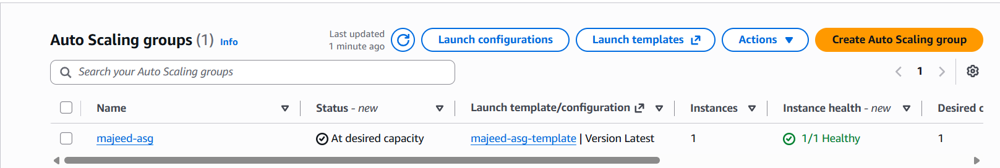 Auto Scaling groups (1) Info
Last updated
1 minute ago
Launch configurations
Launch templates
Actions
Create Auto Scaling group
Search your Auto Scaling groups
1
Name Status - new Launch template/configuration Instances Instance health - new Desired c
majeed-asg At desired capacity majeed-asg-template | Version Latest 1 1/1 Healthy 1